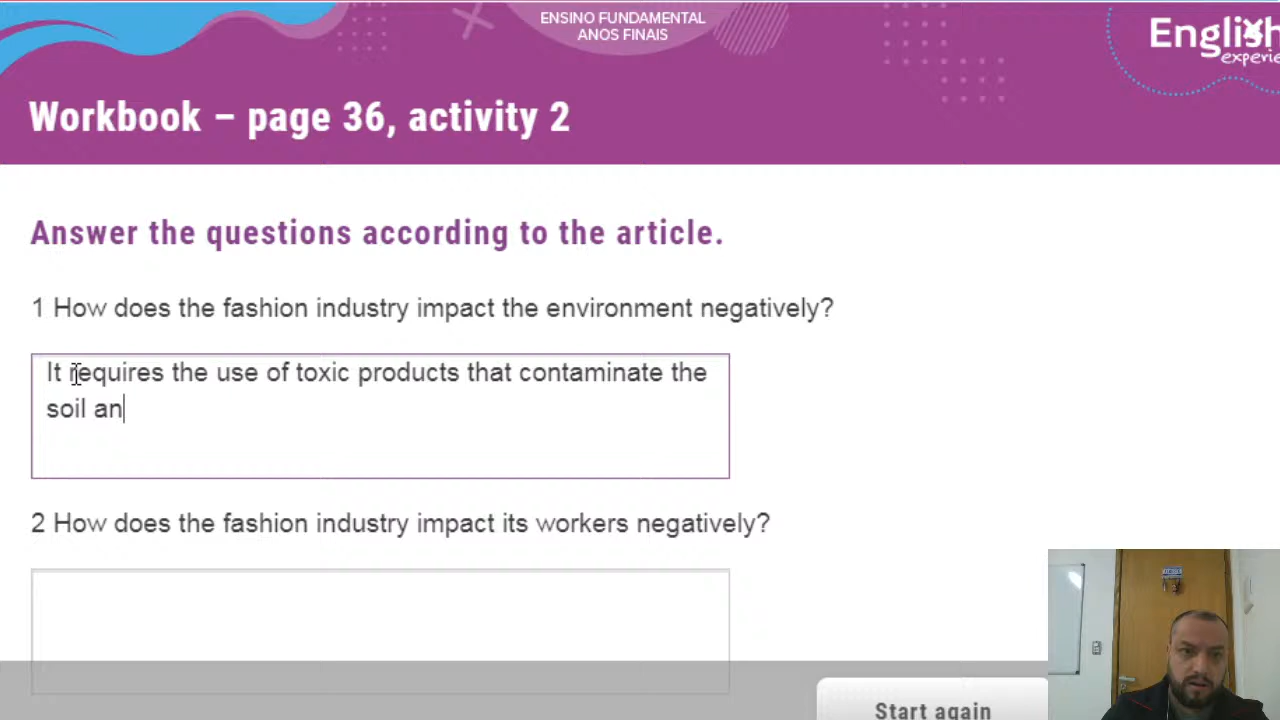 ENSINO FUNDAMENTAL
ANOS FINAIS
English
Workbook – page 36, activity 2
Answer the questions according to the article.
1 How does the fashion industry impact the environment negatively?
It requires the use of toxic products that contaminate the
soil an
2 How does the fashion industry impact its workers negatively?
Start again